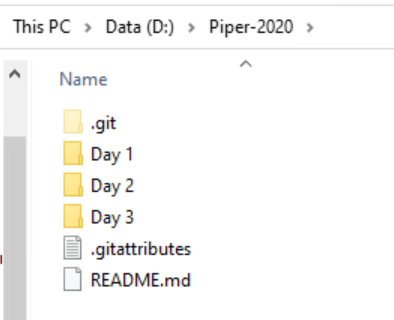 This PC > Data (D:) > Piper-2020 >
Name
.git
Day 1
Day 2
Day 3
.gitattributes
README.md